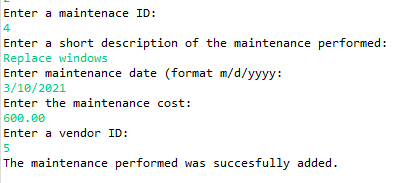 Enter a maintenace ID:
4
Enter a short description of the maintenance performed:
Replace windows
Enter maintenance date (format m/d/yyyy:
3/10/2021
Enter the maintenance cost:
600.00
Enter a vendor ID:
5
The maintenance performed was succesfully added.